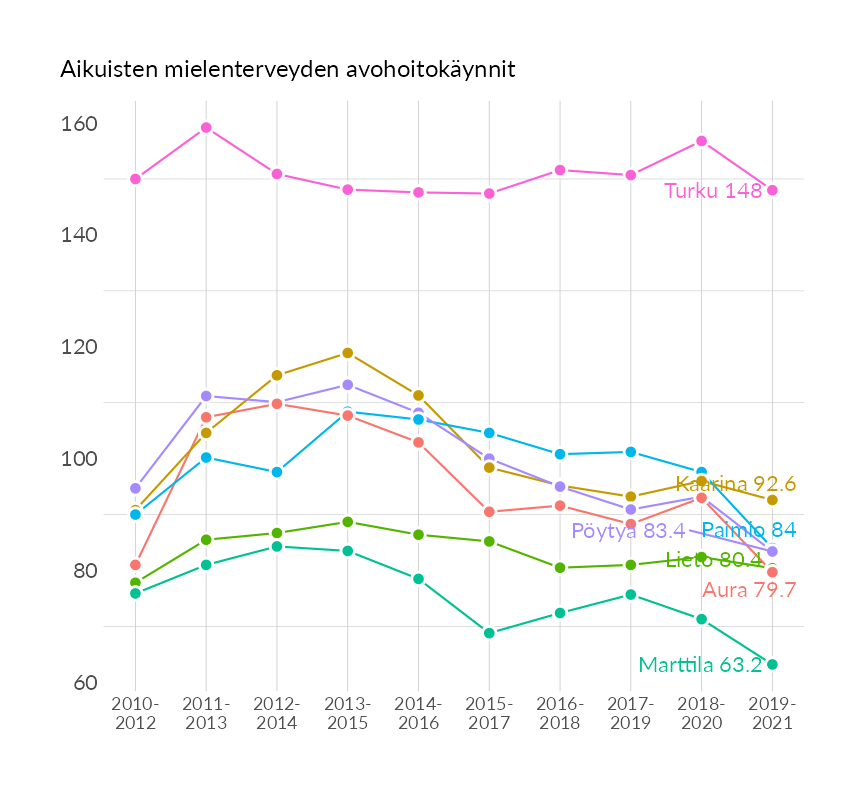 Aikuisten mielenterveyden avohoitokäynnit
160
140
120
100
80
60
Turku 148
Kaarina 92.6
Pöytyä 83.4
Paimio 84
Lieto 80.4
Aura 79.7
Marttila 63.2
2010- 2011- 2012- 2013- 2014- 2015- 2016- 2017- 2018- 2019-
2012 2013 2014 2015 2016 2017 2018 2019 2020 2021